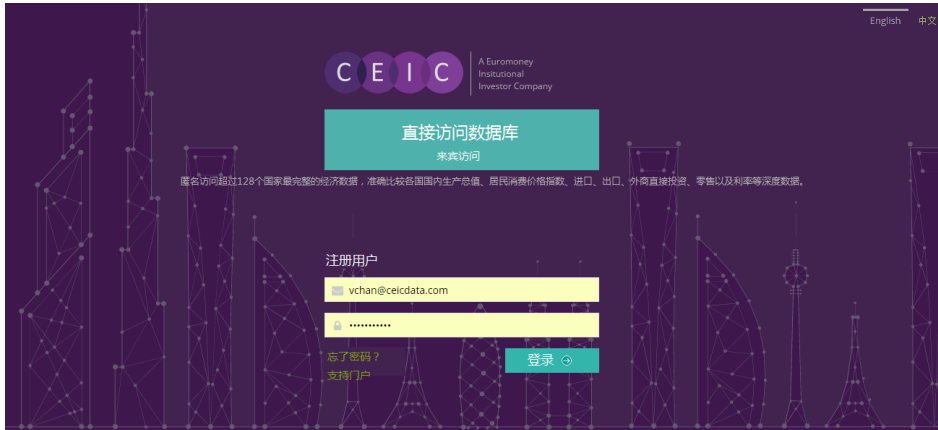 English 中文
CEIC
A Euromoney
Insitutional
Investor Company
直接访问数据库
来宾访问
匿名访问超过128个国家最完整的经济数据，准确比较各国国内生产总值、居民消费价格指数、进口、出口、外商直接投资、零售以及利率等深度数据。
注册用户
vchan@ceicdata.com
•••••••••••
忘了密码？
登录
支持门户